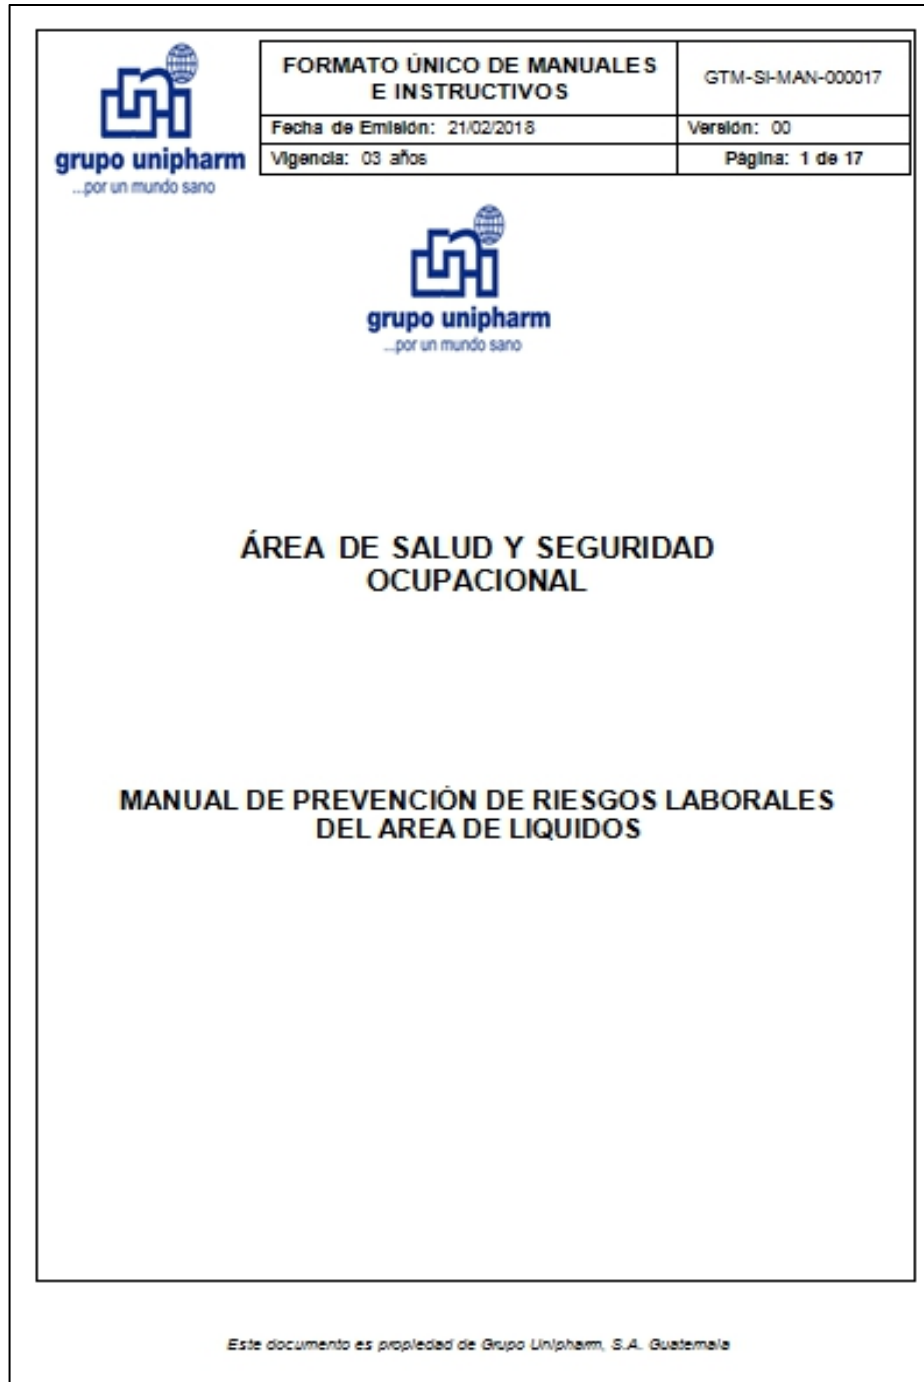 uni
grupo unipharm
...por un mundo sano
FORMATO ÚNICO DE MANUALES
E INSTRUCTIVOS
GTM-SI-MAN-000017
Fecha de Emisión: 21/02/2018
Versión: 00
Vigencia: 03 años
Página: 1 de 17
uni
grupo unipharm
...por un mundo sano
ÁREA DE SALUD Y SEGURIDAD
OCUPACIONAL
MANUAL DE PREVENCIÓN DE RIESGOS LABORALES
DEL AREA DE LIQUIDOS
Este documento es propiedad de Grupo Unipharm, S.A. Guatemala